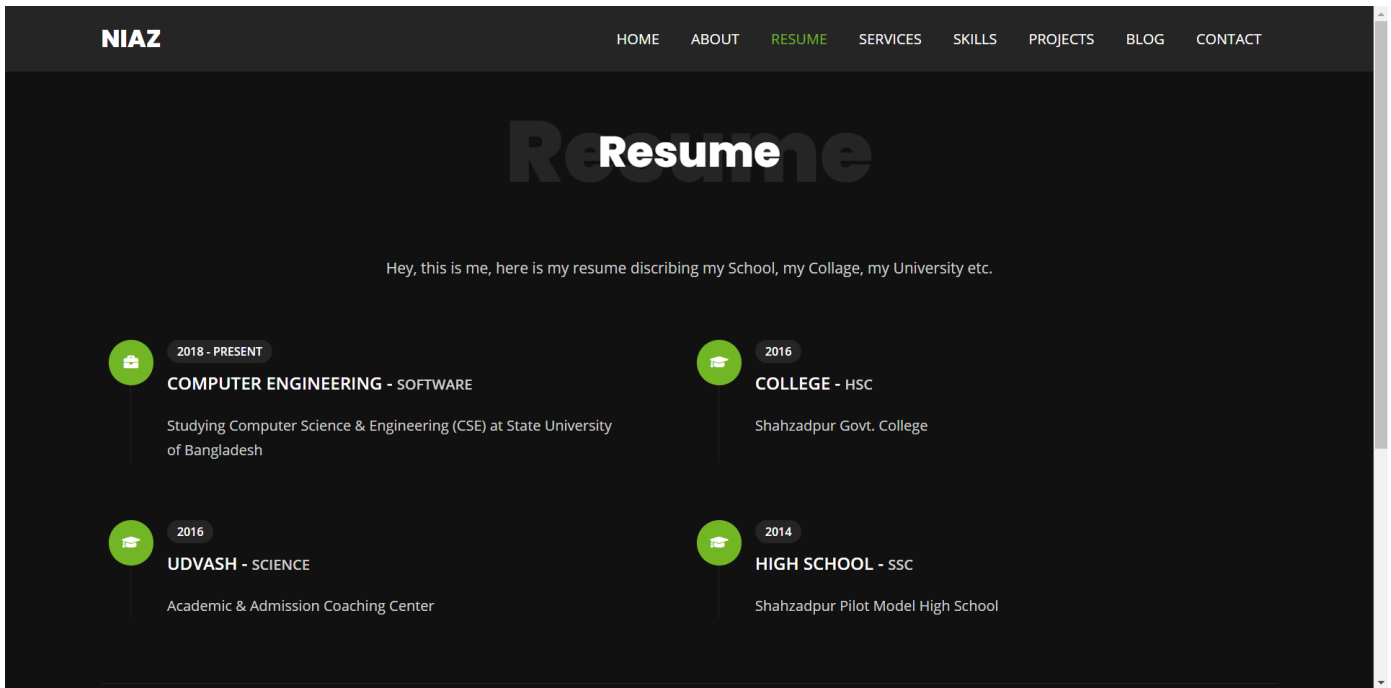 NIAZ
HOME ABOUT RESUME SERVICES SKILLS PROJECTS BLOG CONTACT
Resume
Resume
Hey, this is me, here is my resume discribing my School, my Collage, my University etc.
2018 - PRESENT
COMPUTER ENGINEERING - SOFTWARE
Studying Computer Science & Engineering (CSE) at State University
of Bangladesh
2016
COLLEGE - HSC
Shahzadpur Govt. College
2016
UDVASH - SCIENCE
Academic & Admission Coaching Center
2014
HIGH SCHOOL - SSC
Shahzadpur Pilot Model High School